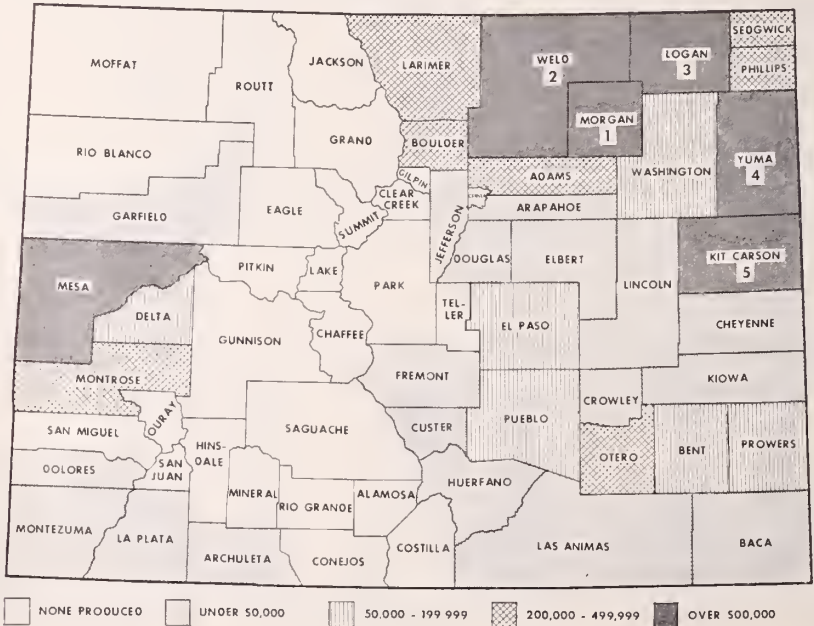 MOFFAT
JACKSON
LARIMER
WELD
2
LOGAN
3
SEDGWICK
PHILLIPS
ROUTT
GRAND
BOULDER
MORGAN
1
RIO BLANCO
GILPIN
CLEAR
CREEK
ADAMS
WASHINGTON
YUMA
4
GARFIELD
EAGLE
SUMMIT
JEFFERSON
ARAPAHOE
MESA
PITKIN
LAKE
PARK
DOUGLAS
ELBERT
LINCOLN
KIT CARSON
5
DELTA
GUNNISON
CHAFFEE
TEL-
LER
EL PASO
CHEYENNE
MONTROSE
FREMONT
KIOWA
SAN MIGUEL
OURAY
SAGUACHE
CUSTER
PUEBLO
CROWLEY
OTERO
BENT
PROWERS
DOLORES
SAN
JUAN
HINS-
DALE
MINERAL
RIO GRANDE
ALAMOSA
HUERFANO
MONTEZUMA
LA PLATA
ARCHULETA
CONEJOS
COSTILLA
LAS ANIMAS
BACA
NONE PRODUCED
UNDER 50,000
50,000 - 199 999
200,000 - 499,999
OVER 500,000